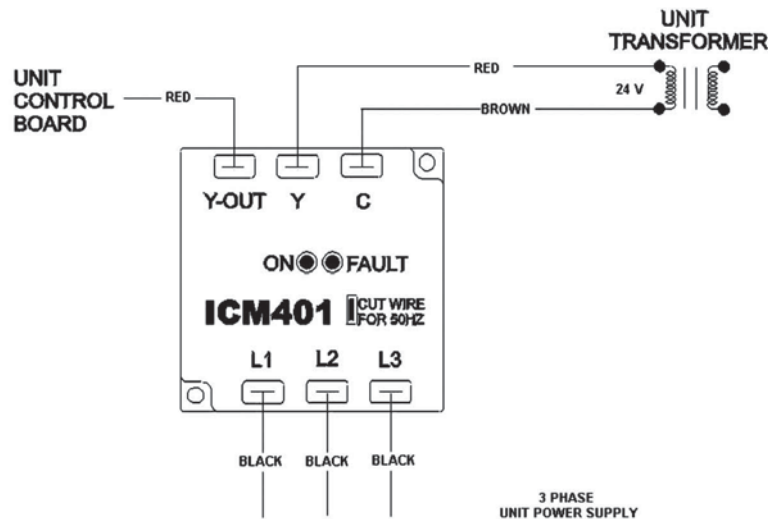 UNIT
TRANSFORMER
RED
24 V
BROWN
UNIT
CONTROL
BOARD
RED
Y-OUT Y C
ON FAULT
ICM401
CUT WIRE
FOR 50HZ
L1 L2 L3
BLACK BLACK BLACK
3 PHASE
UNIT POWER SUPPLY